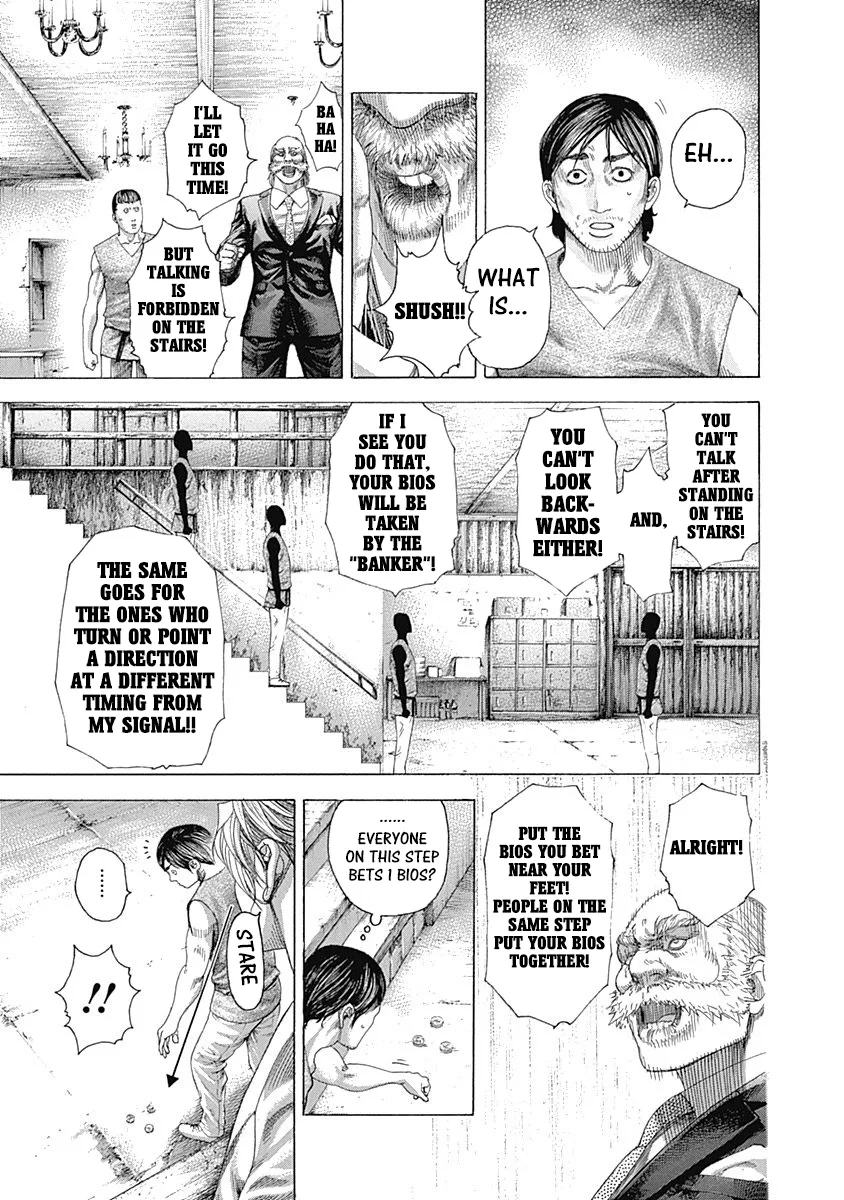 EH...
WHAT
IS...
SHUSH!!
BA
HA
HA!
I'LL
LET
IT GO
THIS
TIME!
BUT
TALKING
IS
FORBIDDEN
ON THE
STAIRS!
YOU
CAN'T
TALK
AFTER
STANDING
ON THE
STAIRS!
AND,
YOU
CAN'T
LOOK
BACK-
WARDS
EITHER!
IF I
SEE YOU
DO THAT,
YOUR BIOS
WILL BE
TAKEN
BY THE
"BANKER"!
THE SAME
GOES FOR
THE ONES WHO
TURN OR POINT
A DIRECTION
AT A DIFFERENT
TIMING FROM
MY SIGNAL!!
ALRIGHT!
PUT THE
BIOS YOU BET
NEAR YOUR
FEET!
PEOPLE ON THE
SAME STEP
PUT YOUR BIOS
TOGETHER!
......
EVERYONE
ON THIS STEP
BETS 1 BIOS?
STARE
......
!!